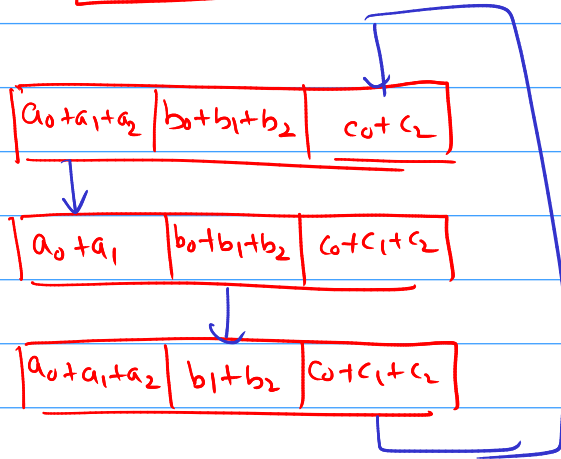 a₀+a₁+a₂ b₀+b₁+b₂ c₀+c₂
a₀+a₁ b₀+b₁+b₂ c₀+c₁+c₂
a₀+a₁+a₂ b₁+b₂ c₀+c₁+c₂